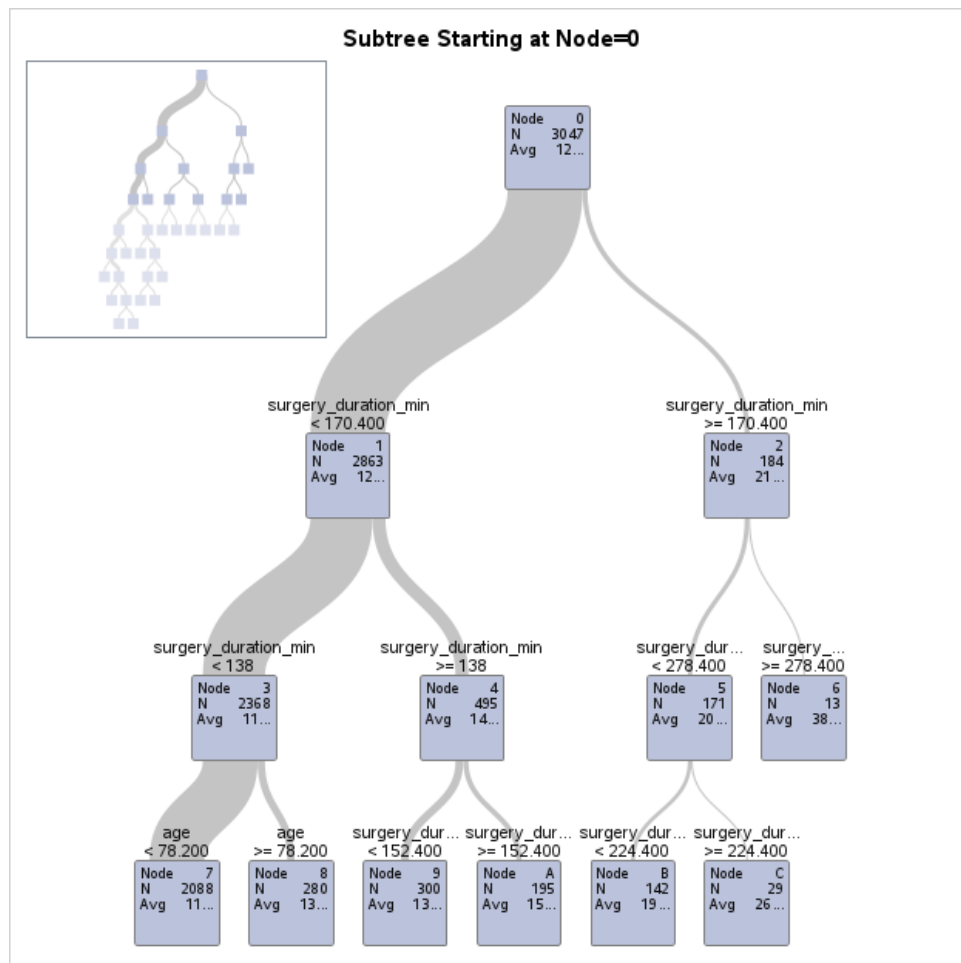 Subtree Starting at Node=0
Node 0
N 3047
Avg 12...
surgery_duration_min
< 170.400
Node 1
N 2863
Avg 12...
surgery_duration_min
>= 170.400
Node 2
N 184
Avg 21...
surgery_duration_min
< 138
Node 3
N 2368
Avg 11...
surgery_duration_min
>= 138
Node 4
N 495
Avg 14...
surgery_dur...
< 278.400
Node 5
N 171
Avg 20...
surgery_...
>= 278.400
Node 6
N 13
Avg 38...
age
< 78.200
Node 7
N 2088
Avg 11...
age
>= 78.200
Node 8
N 280
Avg 13...
surgery_dur...
< 152.400
Node 9
N 300
Avg 13...
surgery_dur...
>= 152.400
Node A
N 195
Avg 15...
surgery_dur...
< 224.400
Node B
N 142
Avg 19...
surgery_dur...
>= 224.400
Node C
N 29
Avg 26...